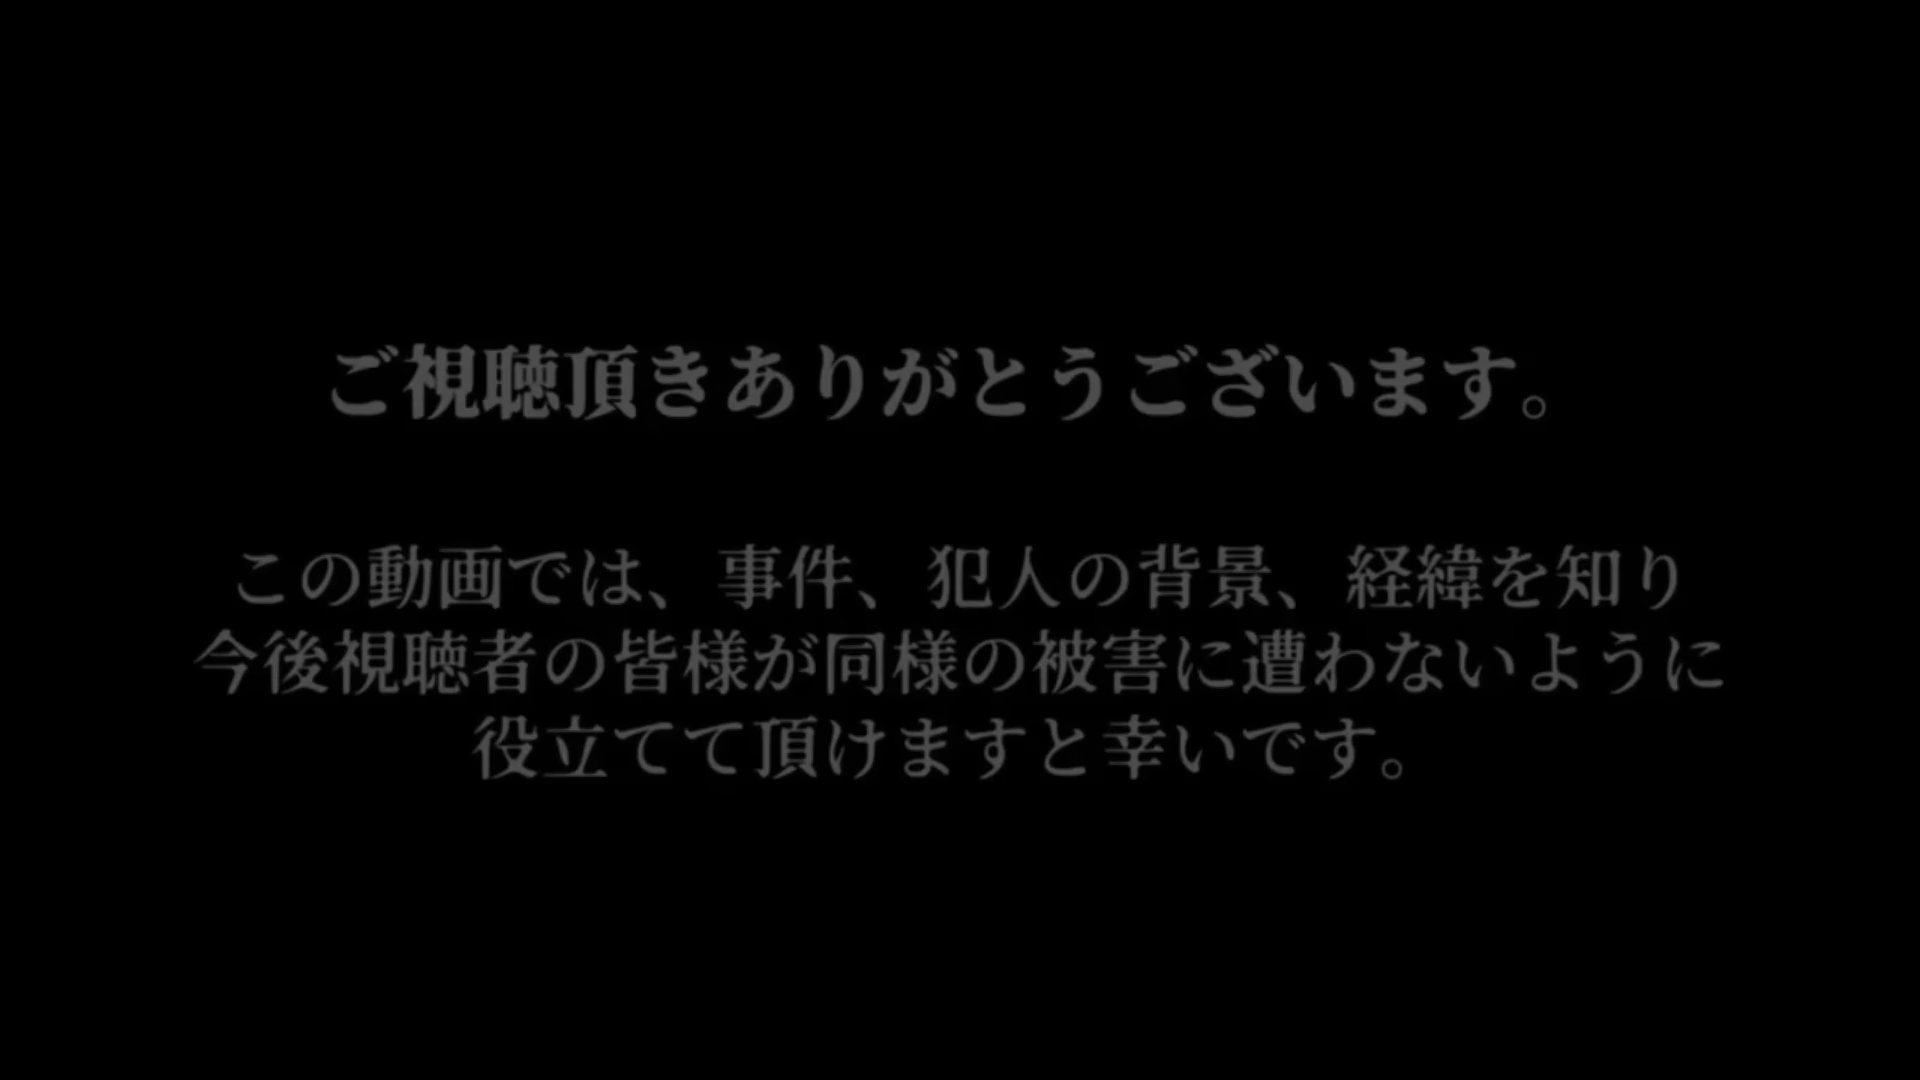 ご視聴頂きありがとうございます。
この動画では、事件、犯人の背景、経緯を知り
今後視聴者の皆様が同様の被害に遭わないように
役立てて頂けますと幸いです。